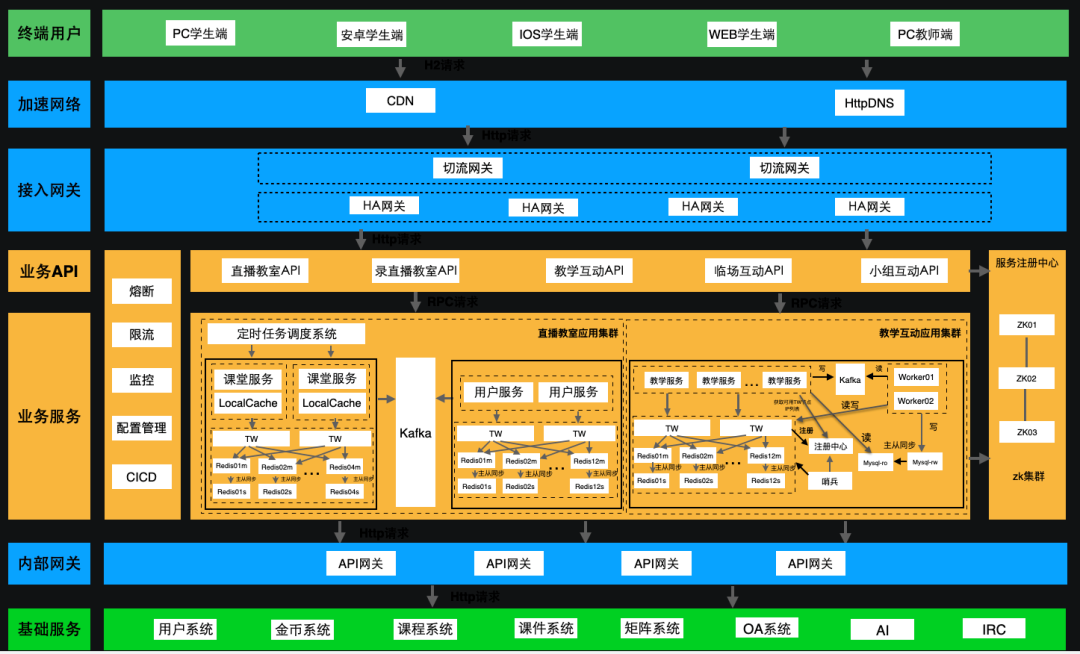 终端用户
PC学生端
安卓学生端
IOS学生端
WEB学生端
PC教师端
H2请求
加速网络
CDN
HttpDNS
Http请求
接入网关
切流网关
切流网关
HA网关
HA网关
HA网关
HA网关
Http请求
业务API
直播教室API
录直播教室API
教学互动API
临场互动API
小组互动API
RPC请求
RPC请求
业务服务
熔断
限流
监控
配置管理
CICD
定时任务调度系统
直播教室应用集群
课堂服务
LocalCache
课堂服务
LocalCache
TW
TW
Redis01m
Redis02m
Redis04m
...
主从同步
主从同步
主从同步
Redis01s
Redis02s
Redis04s
Kafka
用户服务
用户服务
TW
TW
Redis01m
Redis02m
Redis12m
...
主从同步
主从同步
主从同步
Redis01s
Redis02s
Redis12s
教学互动应用集群
教学服务
教学服务
...
教学服务
写
Kafka
读
Worker01
Worker02
读写
写
TW
TW
注册
注册中心
读
主从同步
Redis01m
Redis02m
Redis12m
...
主从同步
主从同步
主从同步
Redis01s
Redis02s
Redis12s
Mysql-ro
Mysql-rw
哨兵
服务注册中心
ZK01
ZK02
ZK03
zk集群
Http请求
内部网关
API网关
API网关
API网关
API网关
Http请求
基础服务
用户系统
金币系统
课程系统
课件系统
矩阵系统
OA系统
AI
IRC